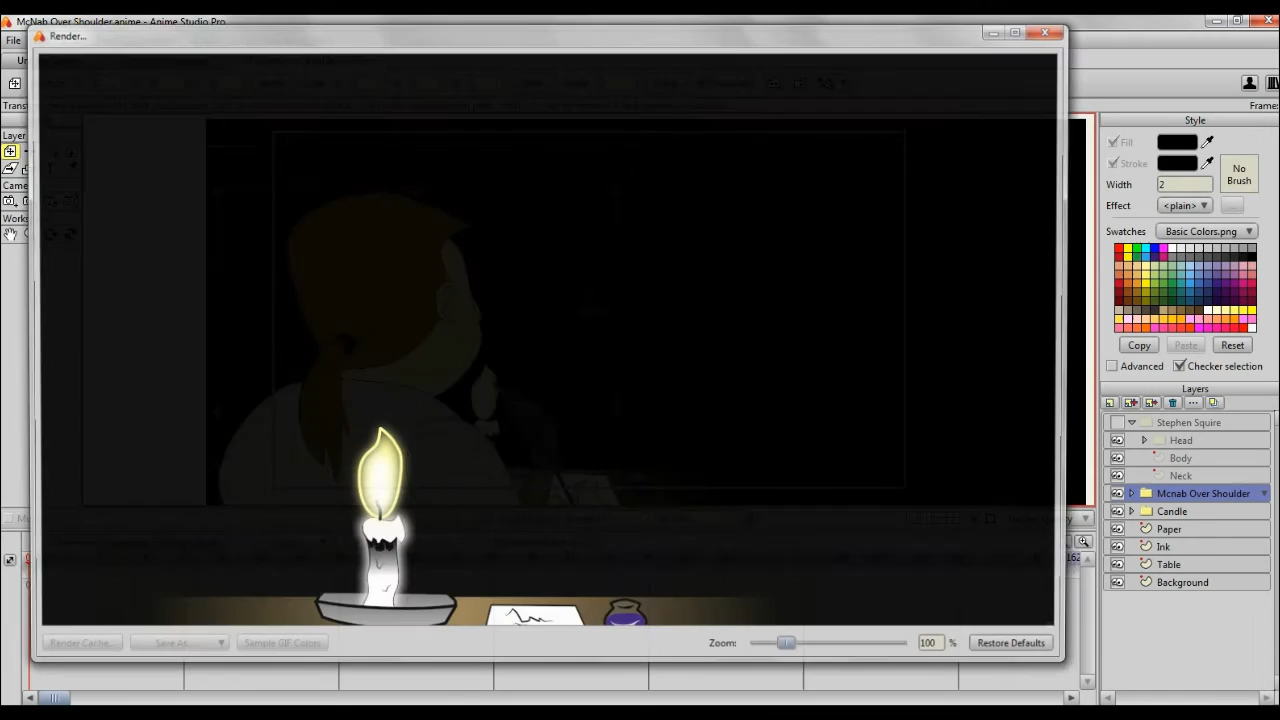 McNab Over Shoulder.anime - Anime Studio Pro
Render...
File
Frame
Layer
Style
Fill
Stroke
No
Brush
Width
2
Effect
<plain>
...
Swatches
Basic Colors.png
Copy
Paste
Reset
Advanced
Checker selection
Layers
Stephen Squire
Head
Body
Neck
Mcnab Over Shoulder
Candle
Paper
Ink
Table
Background
Render Cache...
Save As
Sample GIF Colors
Zoom:
100
%
Restore Defaults